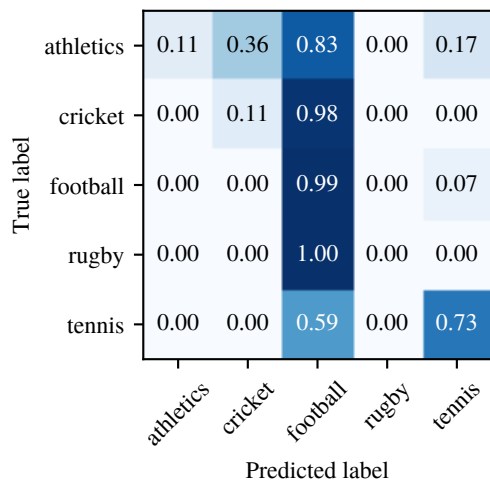 True label
athletics 0.11 0.36 0.83 0.00 0.17
cricket 0.00 0.11 0.98 0.00 0.00
football 0.00 0.00 0.99 0.00 0.07
rugby 0.00 0.00 1.00 0.00 0.00
tennis 0.00 0.00 0.59 0.00 0.73
athletics cricket football rugby tennis
Predicted label